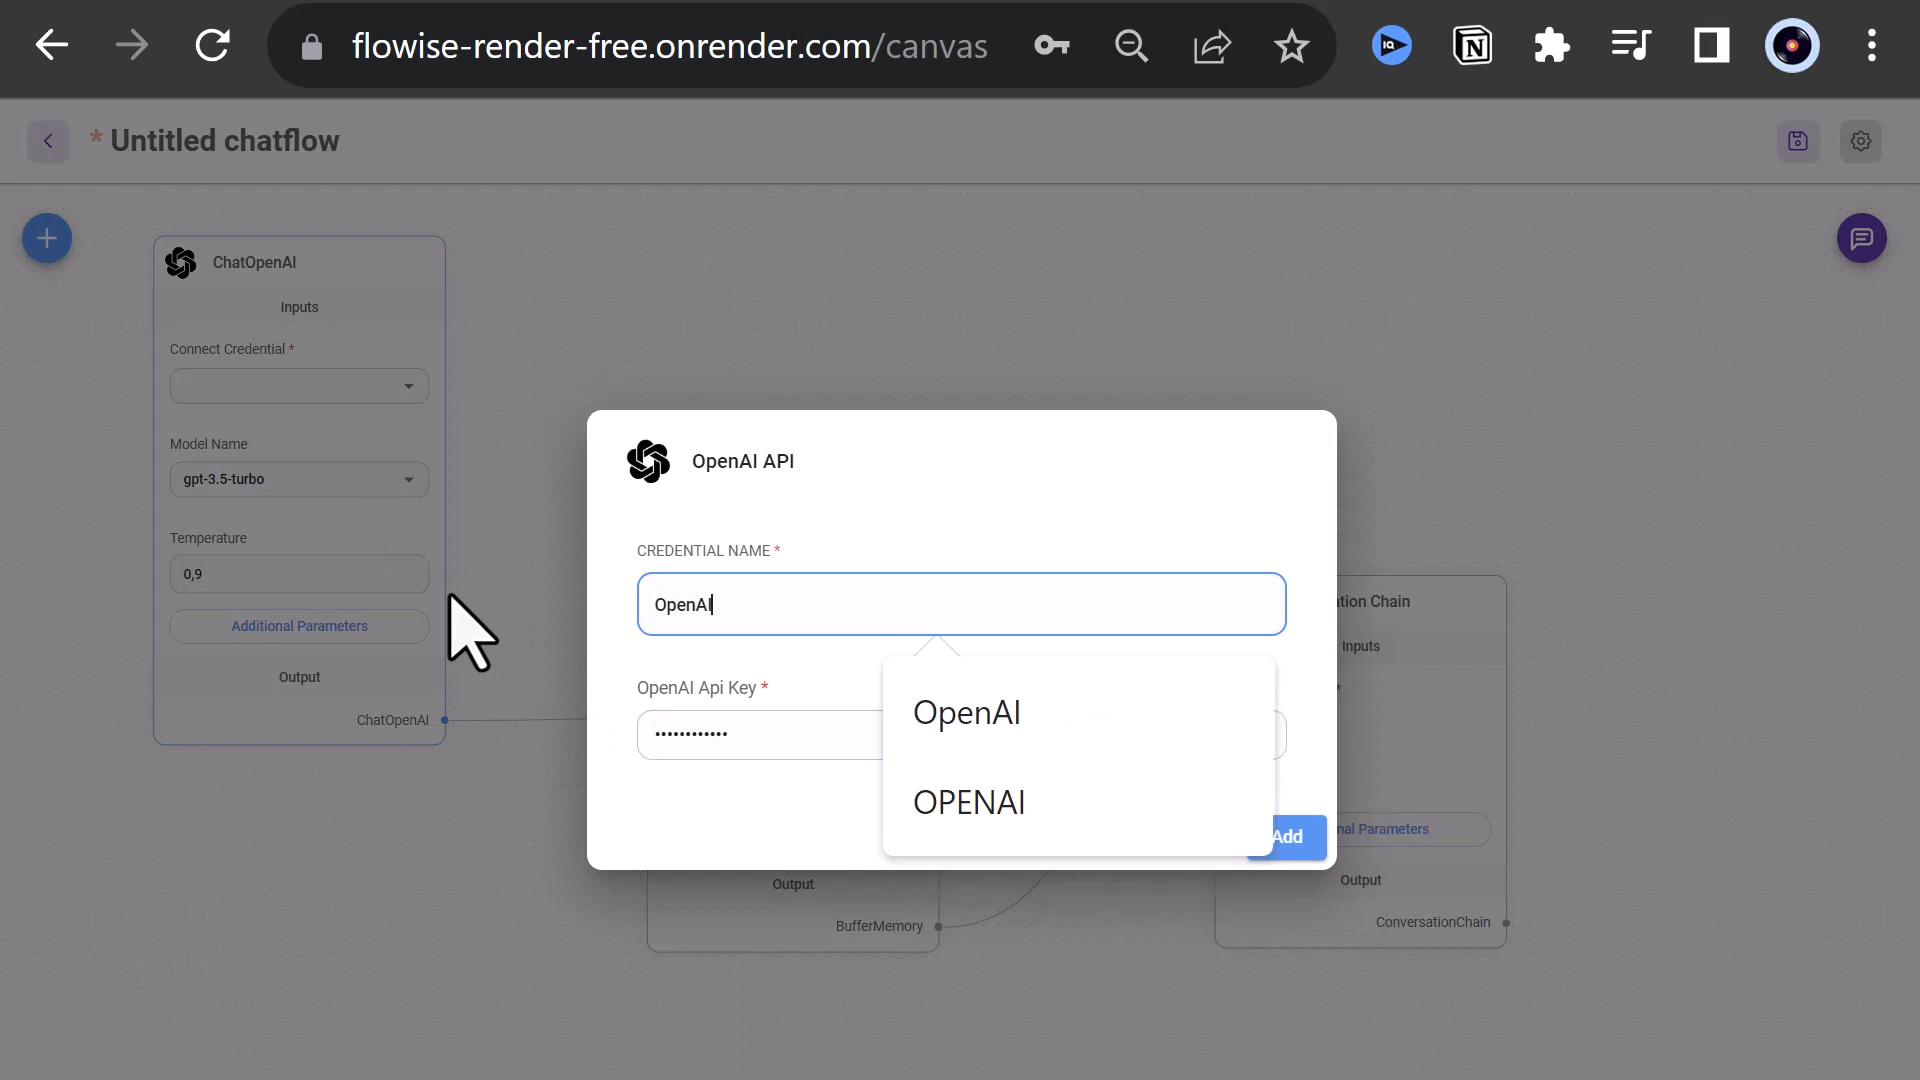 flowise-render-free.onrender.com/canvas
* Untitled chatflow
ChatOpenAI
Inputs
Connect Credential *
Model Name
gpt-3.5-turbo
Temperature
0,9
Additional Parameters
Output
ChatOpenAI
OpenAI API
CREDENTIAL NAME *
OpenAI
OpenAI Api Key *
••••••••••••
OpenAI
OPENAI
Add
Output
BufferMemory
ation Chain
Inputs
*
nal Parameters
Output
ConversationChain